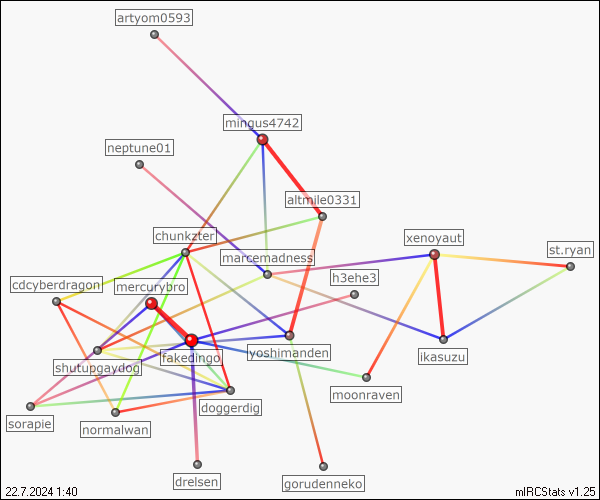 artyom0593
mingus4742
neptune01
altmile0331
chunkzter
xenoyaut
st.ryan
marcemadness
h3ehe3
cdcyberdragon
mercurybro
fakedingo
yoshimanden
ikasuzu
shutupgaydog
moonraven
doggerdig
sorapie
normalwan
drelsen
gorudenneko
22.7.2024 1:40
mIRCStats v1.25